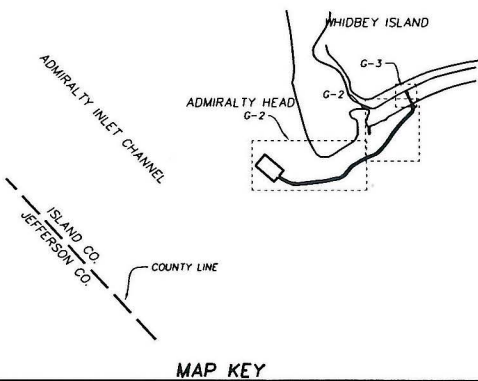 WHIDBEY ISLAND
G-3
G-2
ADMIRALTY HEAD
G-2
ADMIRALTY INLET CHANNEL
ISLAND CO.
JEFFERSON CO.
COUNTY LINE
MAP KEY